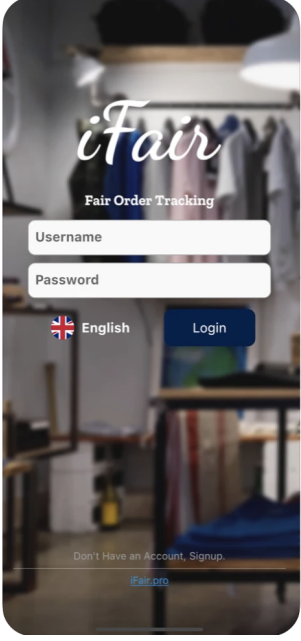 iFair
Fair Order Tracking
Username
Password
English
Login
Don't Have an Account, Signup.
iFair.pro